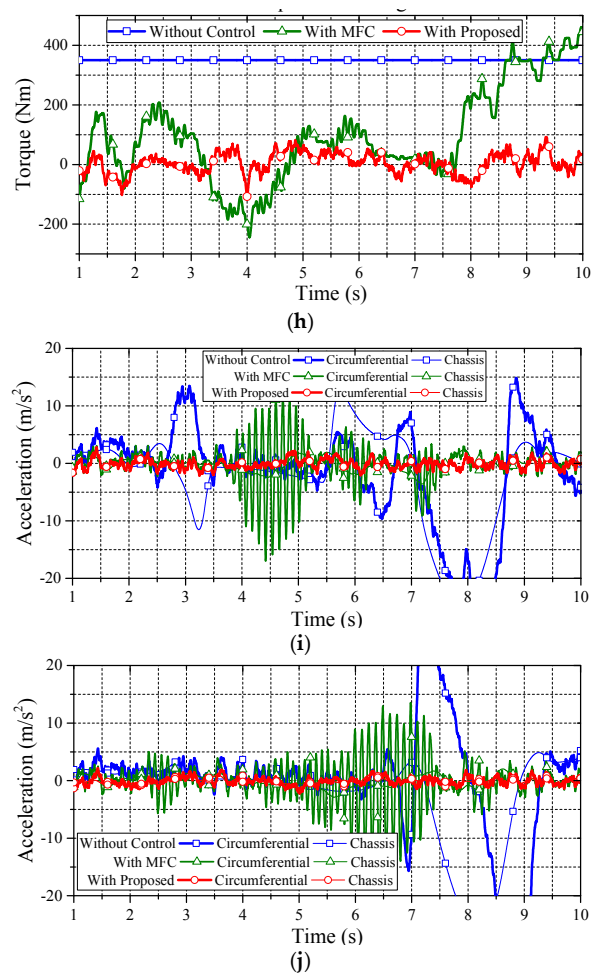 Without Control With MFC With Proposed
400
200
0
-200
Torque (Nm)
1 2 3 4 5 6 7 8 9 10
Time (s)
(h)
20
10
0
-10
-20
Acceleration (m/s²)
Without Control Circumferential Chassis
With MFC Circumferential Chassis
With Proposed Circumferential Chassis
1 2 3 4 5 6 7 8 9 10
Time (s)
(i)
20
10
0
-10
-20
Acceleration (m/s²)
Without Control Circumferential Chassis
With MFC Circumferential Chassis
With Proposed Circumferential Chassis
1 2 3 4 5 6 7 8 9 10
Time (s)
(j)